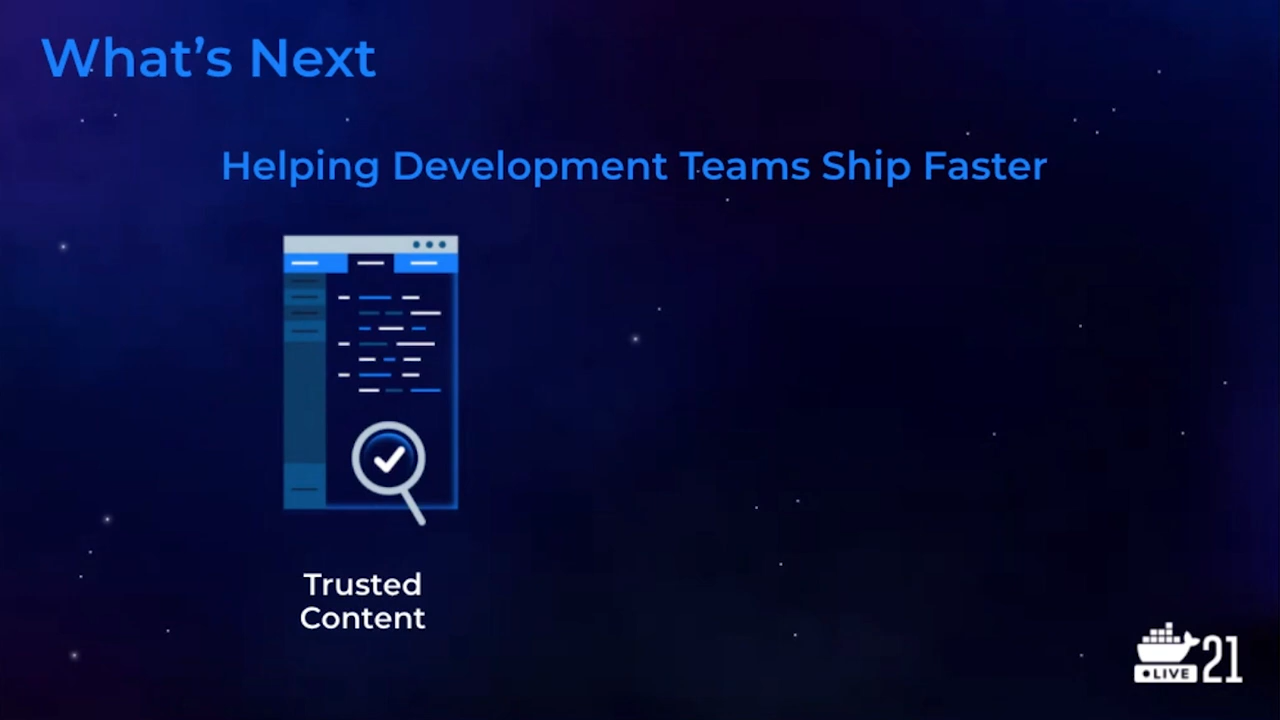 What's Next
Helping Development Teams Ship Faster
Trusted
Content
LIVE 21